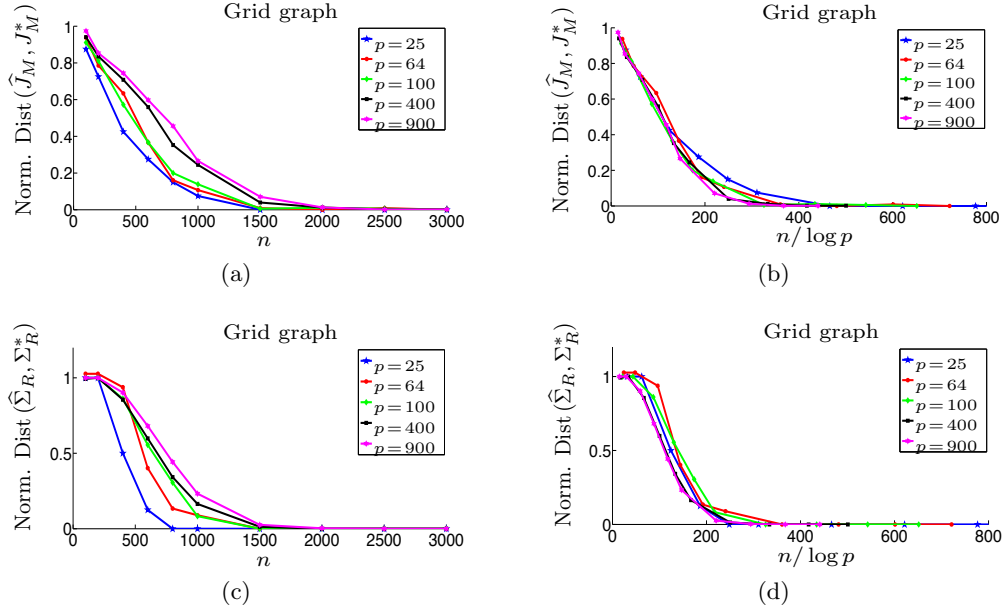 Grid graph
Norm. Dist(Ĵ_M, J*_M)
1
0.8
0.6
0.4
0.2
0
0 500 1000 1500 2000 2500 3000
n
p=25
p=64
p=100
p=400
p=900
(a)
Grid graph
Norm. Dist(Ĵ_M, J*_M)
1
0.8
0.6
0.4
0.2
0
0 200 400 600 800
n/ log p
p=25
p=64
p=100
p=400
p=900
(b)
Grid graph
Norm. Dist(Σ̂_R, Σ*_R)
1
0.5
0
0 500 1000 1500 2000 2500 3000
n
p=25
p=64
p=100
p=400
p=900
(c)
Grid graph
Norm. Dist(Σ̂_R, Σ*_R)
1
0.5
0
0 200 400 600 800
n/ log p
p=25
p=64
p=100
p=400
p=900
(d)